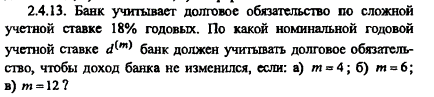 2.4.13. Банк учитывает долговое обязательство по сложной
учетной ставке 18% годовых. По какой номинальной годовой
учетной ставке d^(m) банк должен учитывать долговое обязатель-
ство, чтобы доход банка не изменился, если: а) m = 4; б) m = 6;
в) m = 12 ?